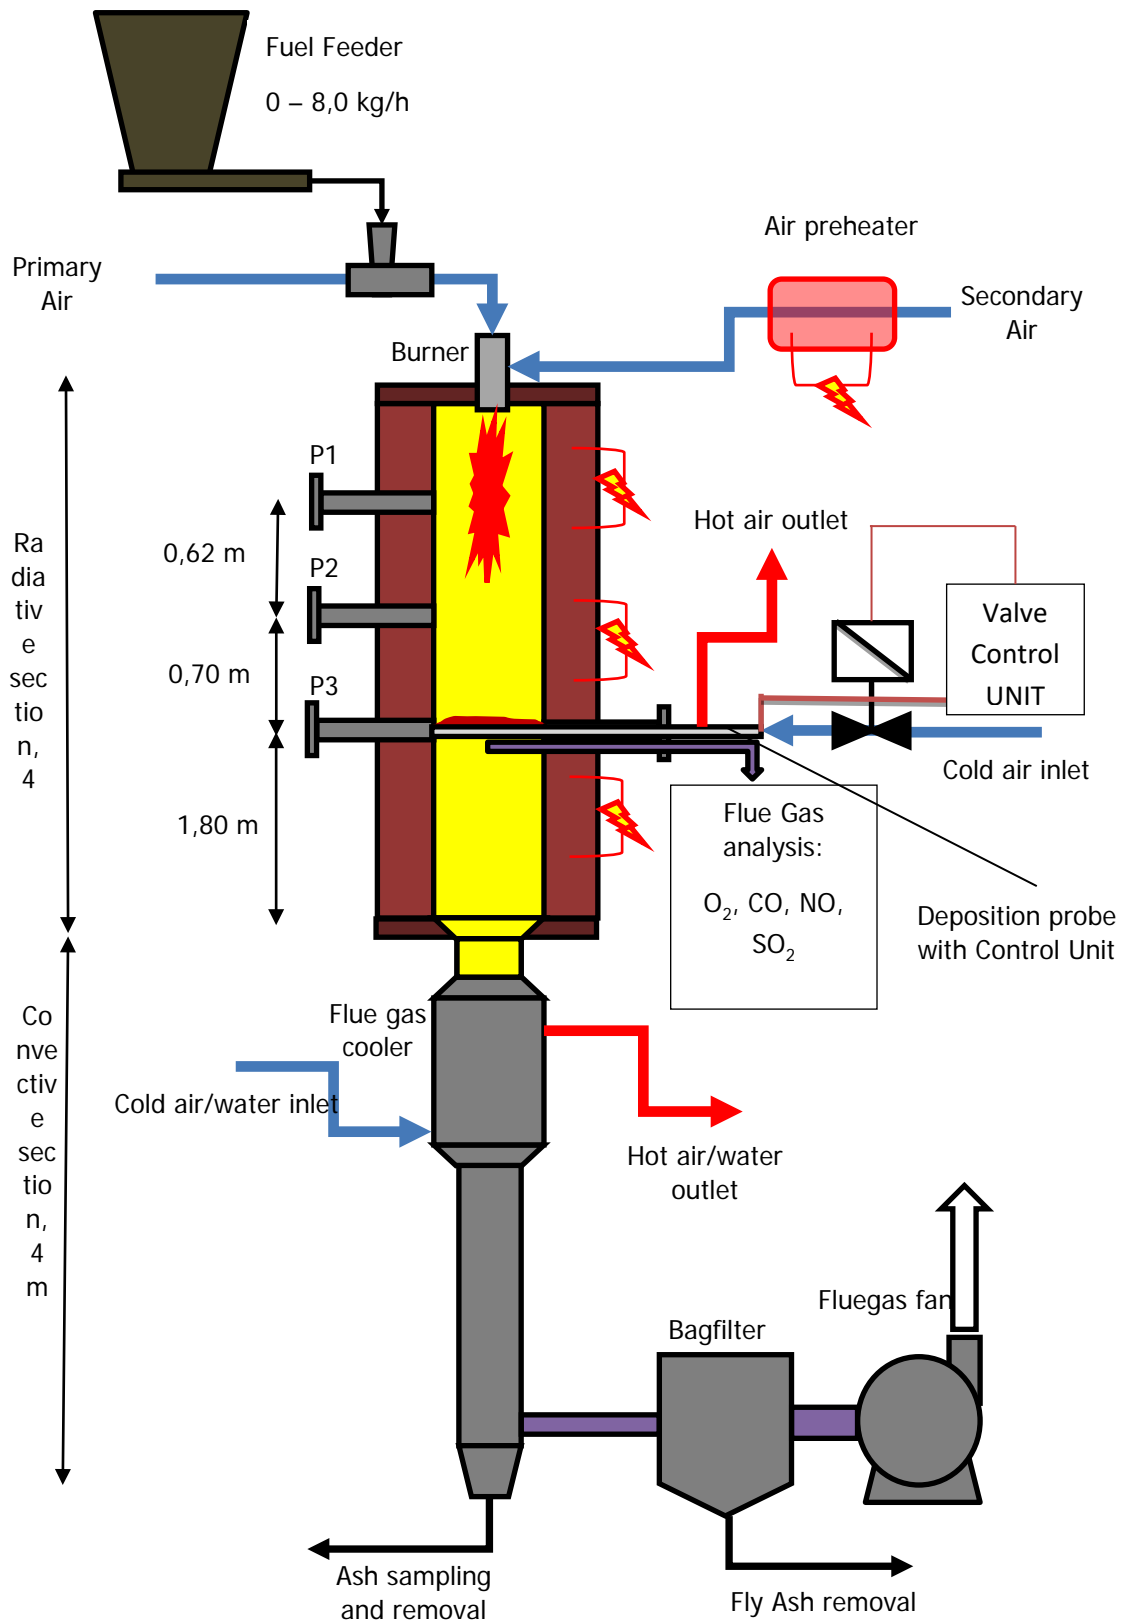 Fuel Feeder
0 – 8,0 kg/h
Air preheater
Primary
Air
Secondary
Air
Burner
P1
Hot air outlet
0,62 m
P2
Valve
Control
UNIT
0,70 m
P3
Cold air inlet
1,80 m
Flue Gas
analysis:
O₂, CO, NO,
SO₂
Deposition probe
with Control Unit
Ra
dia
tiv
e
sec
tio
n,
4
Flue gas
cooler
Cold air/water inlet
Hot air/water
outlet
Co
nve
ctiv
e
sec
tio
n,
4
m
Fluegas fan
Bagfilter
Ash sampling
and removal
Fly Ash removal